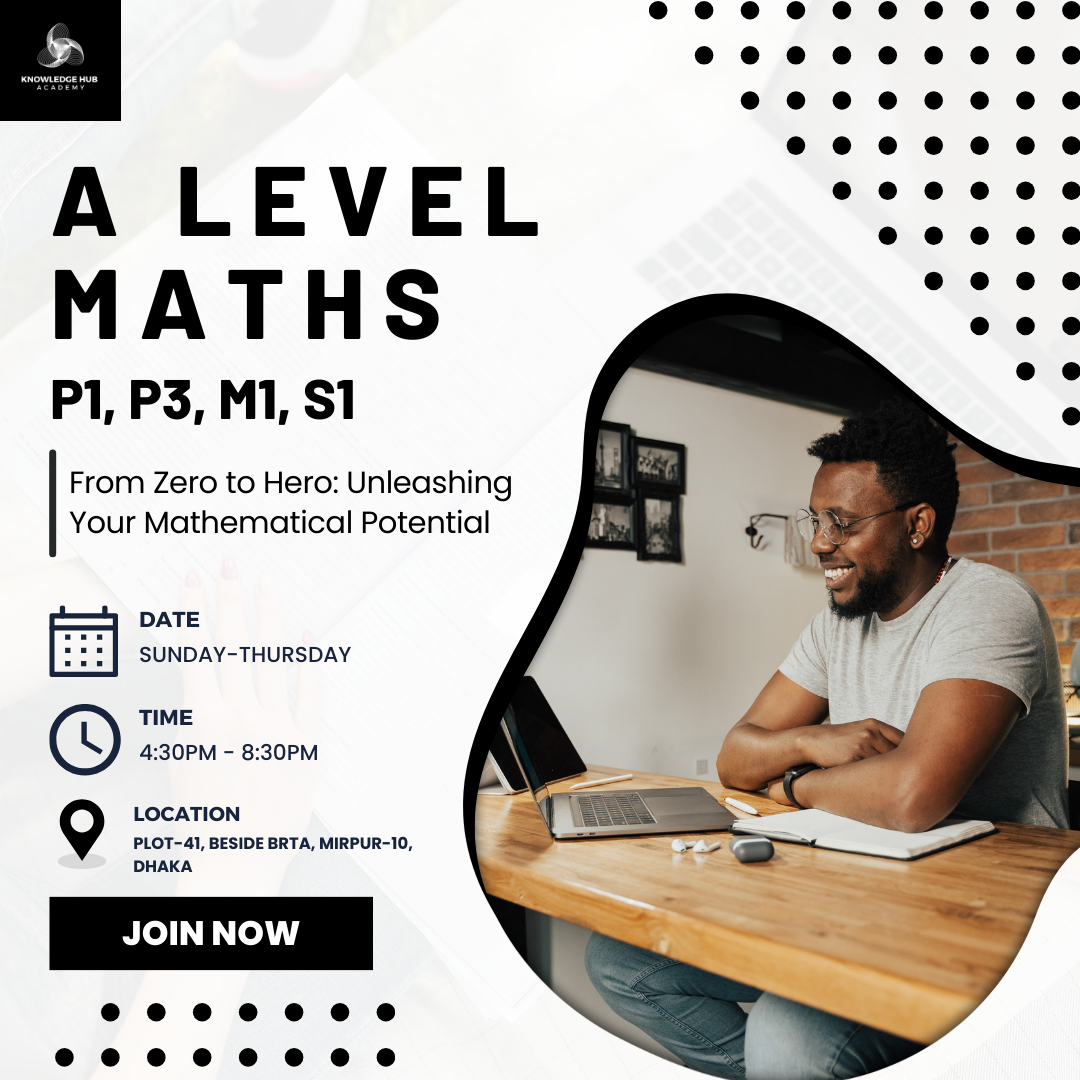 KNOWLEDGE HUB
ACADEMY
A LEVEL
MATHS
P1, P3, M1, S1
From Zero to Hero: Unleashing
Your Mathematical Potential
DATE
SUNDAY-THURSDAY
TIME
4:30PM - 8:30PM
LOCATION
PLOT-41, BESIDE BRTA, MIRPUR-10,
DHAKA
JOIN NOW